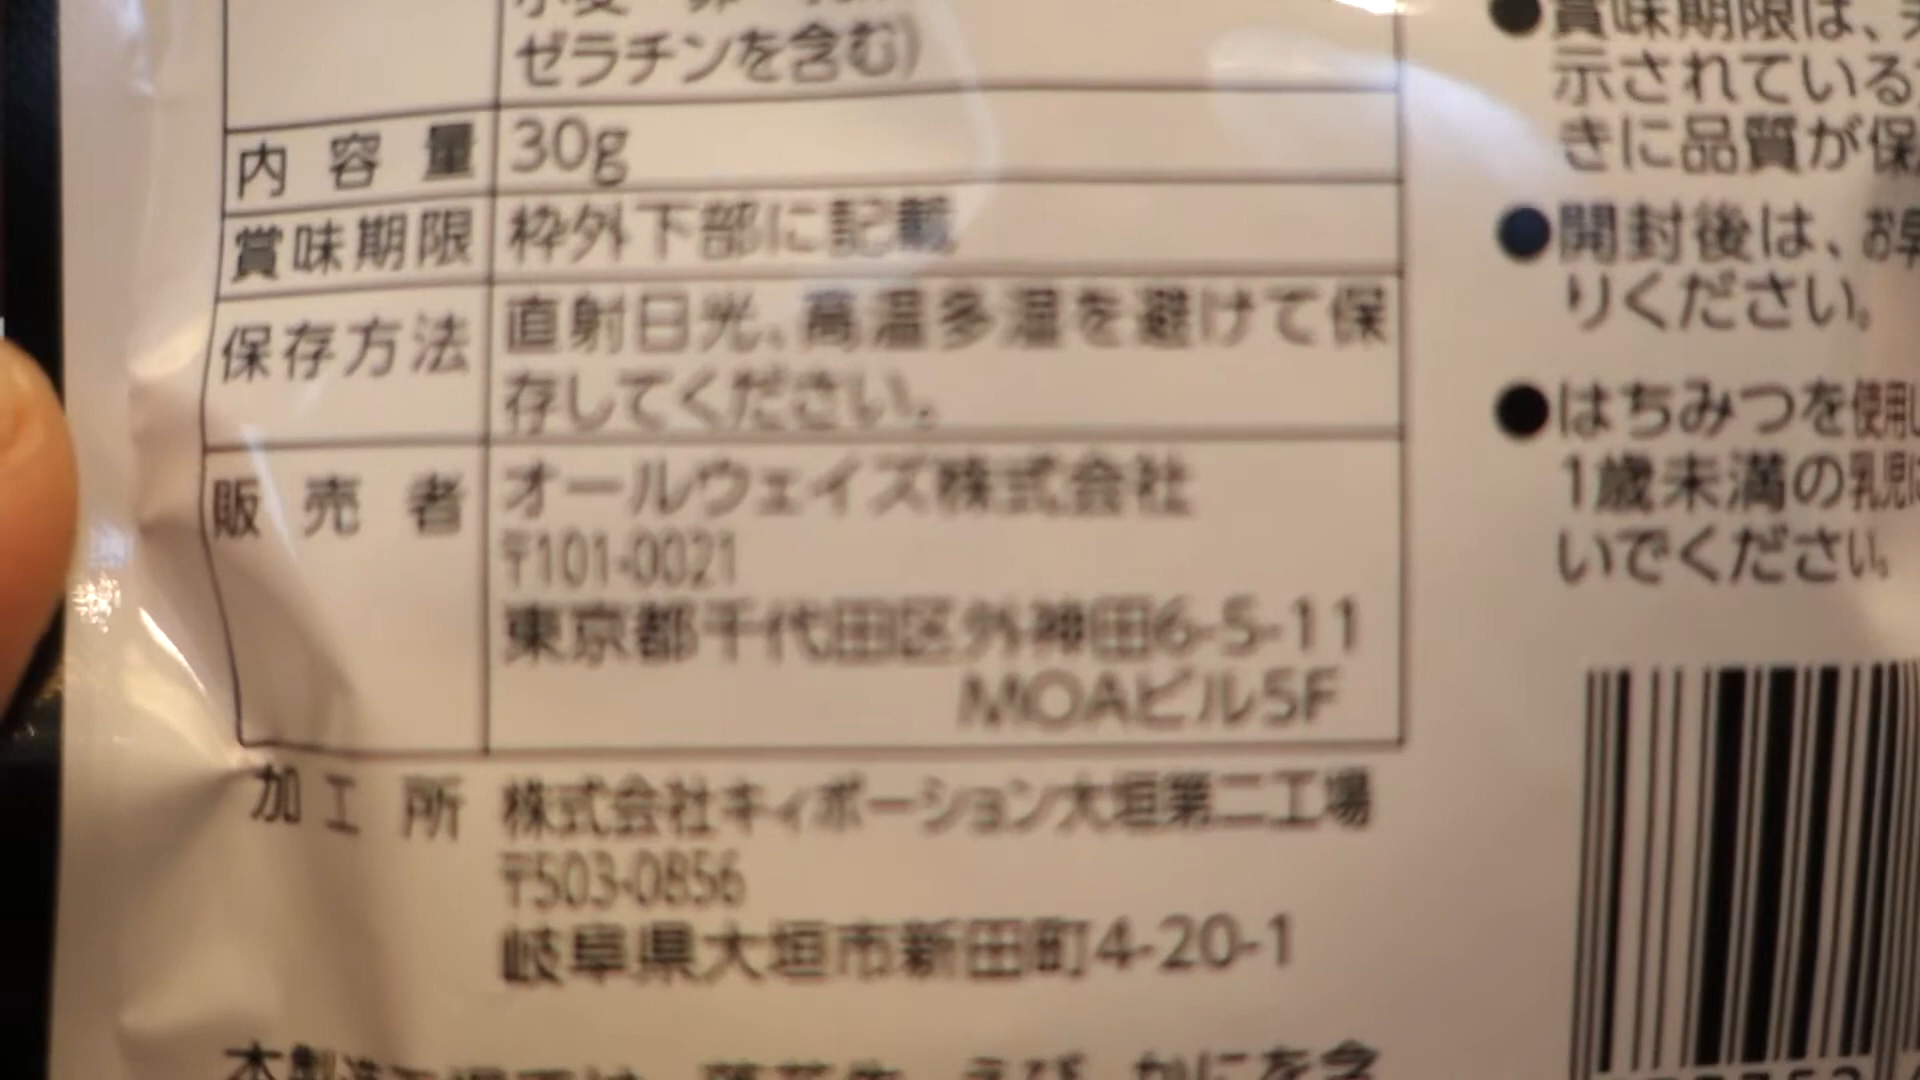 ゼラチンを含む)
内容量 30g
賞味期限 枠外下部に記載
保存方法 直射日光、高温多湿を避けて保
存してください。
販売者 オールウェイズ株式会社
〒101-0021
東京都千代田区外神田6-5-11
MOAビル5F
加工所 株式会社キィポーション大垣第二工場
〒503-0856
岐阜県大垣市新田町4-20-1
●賞味期限は、
示されている
きに品質が保
●開封後は、お早
りください。
●はちみつを使用し
1歳未満の乳児に
いでください。